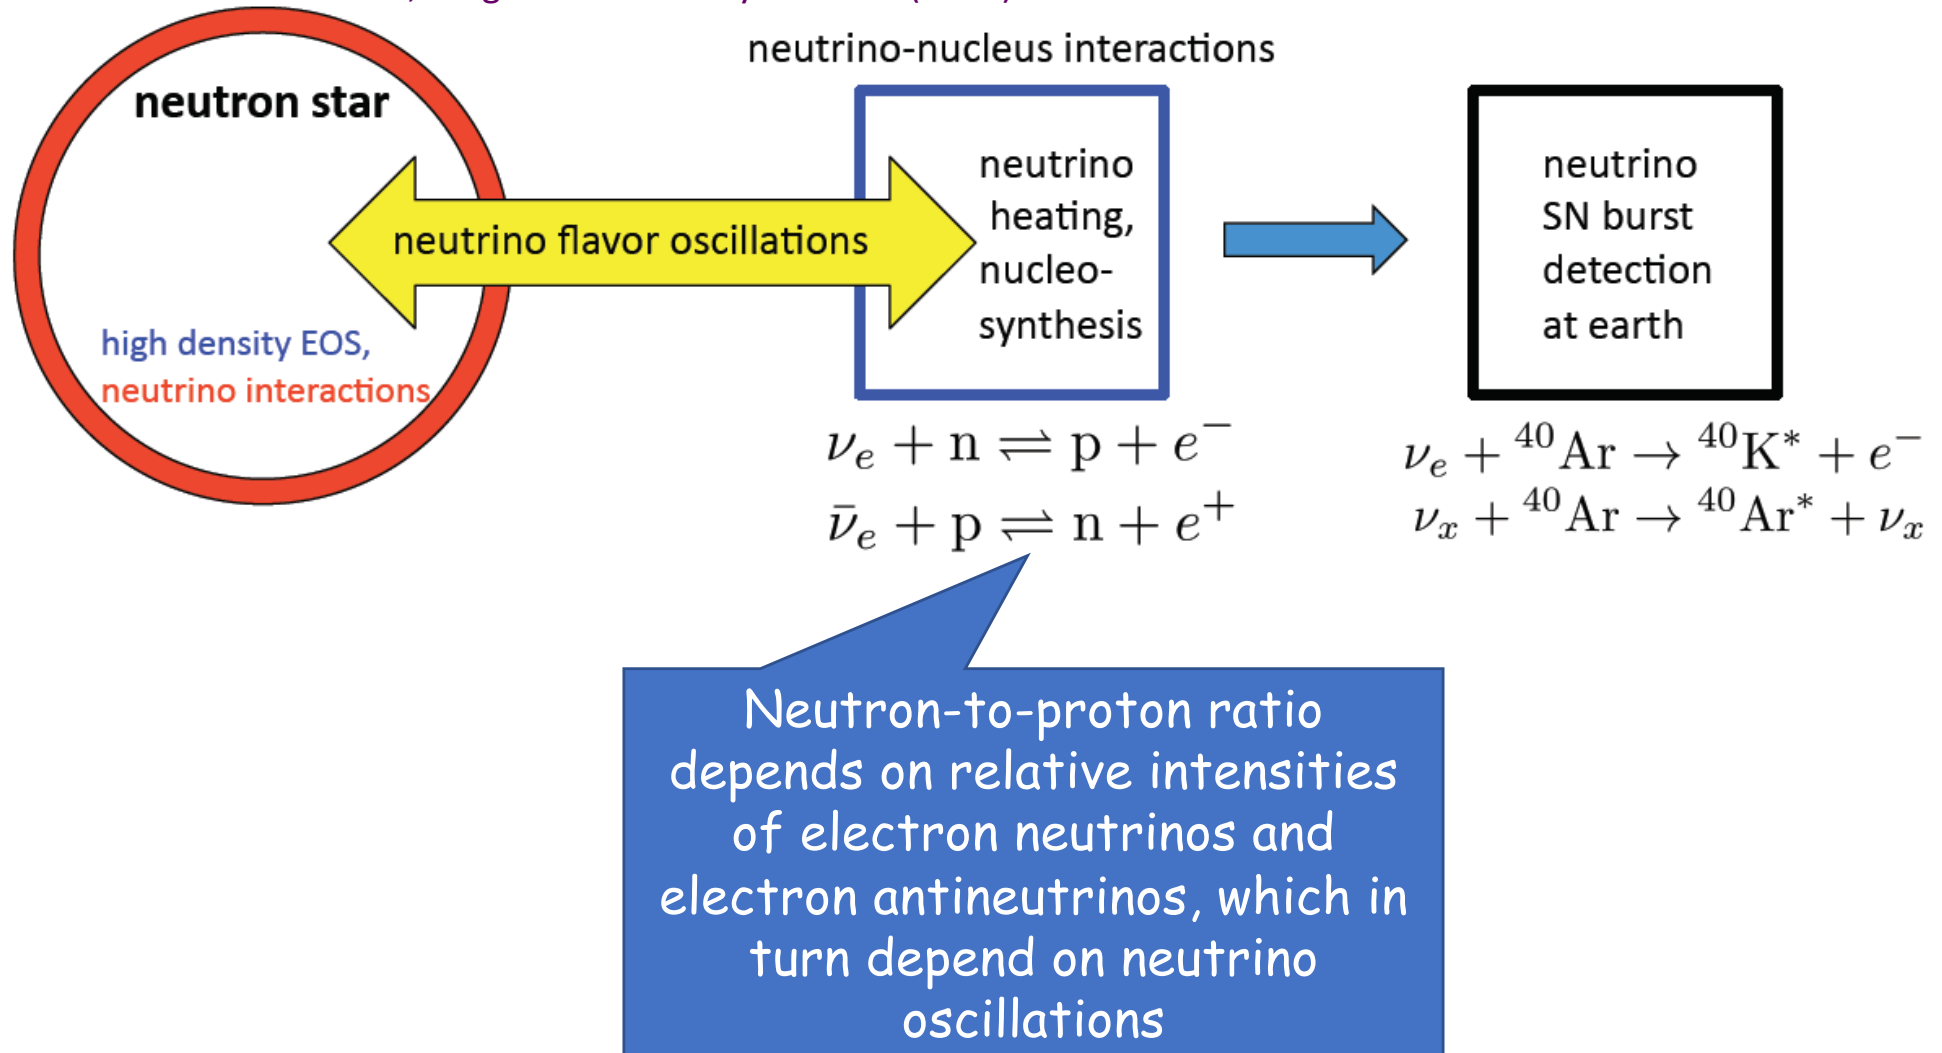 neutrino-nucleus interactions
neutron star
neutrino flavor oscillations
high density EOS,
neutrino interactions
neutrino
heating,
nucleo-
synthesis
neutrino
SN burst
detection
at earth
νₑ + n ⇌ p + e⁻
ν̄ₑ + p ⇌ n + e⁺
νₑ + ⁴⁰Ar → ⁴⁰K* + e⁻
νₓ + ⁴⁰Ar → ⁴⁰Ar* + νₓ
Neutron-to-proton ratio
depends on relative intensities
of electron neutrinos and
electron antineutrinos, which in
turn depend on neutrino
oscillations